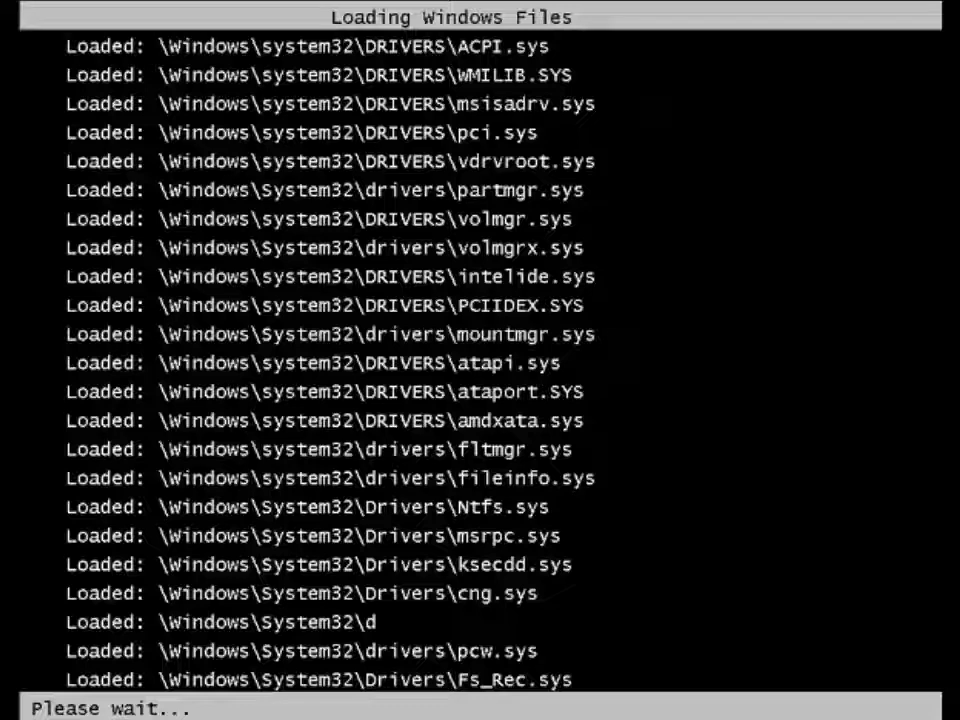 Loading Windows Files
Loaded: \Windows\system32\DRIVERS\ACPI.sys
Loaded: \Windows\system32\DRIVERS\WMILIB.SYS
Loaded: \Windows\system32\DRIVERS\msisadrv.sys
Loaded: \Windows\system32\DRIVERS\pci.sys
Loaded: \Windows\system32\DRIVERS\vdrvroot.sys
Loaded: \Windows\System32\drivers\partmgr.sys
Loaded: \Windows\system32\DRIVERS\volmgr.sys
Loaded: \Windows\System32\drivers\volmgrx.sys
Loaded: \Windows\system32\DRIVERS\intelide.sys
Loaded: \Windows\system32\DRIVERS\PCIIDEX.SYS
Loaded: \Windows\System32\drivers\mountmgr.sys
Loaded: \Windows\system32\DRIVERS\atapi.sys
Loaded: \Windows\system32\DRIVERS\ataport.SYS
Loaded: \Windows\system32\DRIVERS\amdxata.sys
Loaded: \Windows\system32\drivers\fltmgr.sys
Loaded: \Windows\system32\drivers\fileinfo.sys
Loaded: \Windows\System32\Drivers\Ntfs.sys
Loaded: \Windows\System32\Drivers\msrpc.sys
Loaded: \Windows\System32\Drivers\ksecdd.sys
Loaded: \Windows\System32\Drivers\cng.sys
Loaded: \Windows\System32\d
Loaded: \Windows\System32\drivers\pcw.sys
Loaded: \Windows\System32\Drivers\Fs_Rec.sys
Please wait...